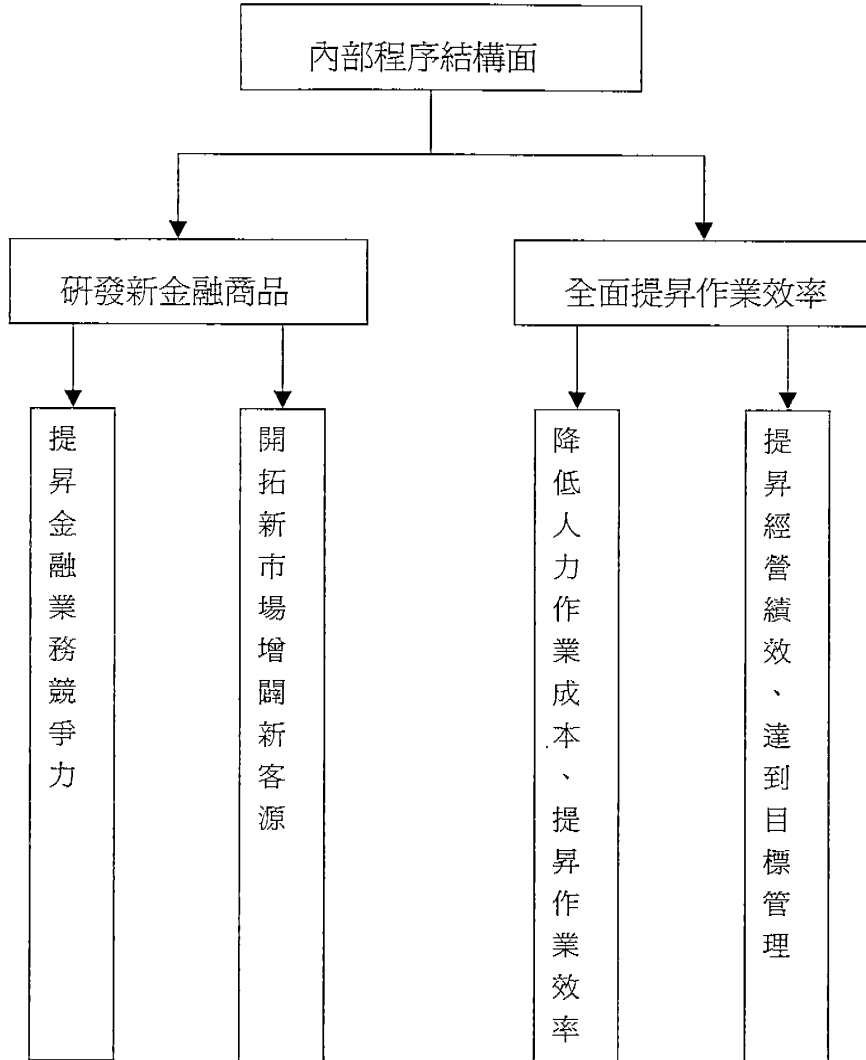 內部程序結構面
研發新金融商品
全面提昇作業效率
提昇金融業務競爭力
開拓新市場增闢新客源
降低人力作業成本、提昇作業效率
提昇經營績效、達到目標管理